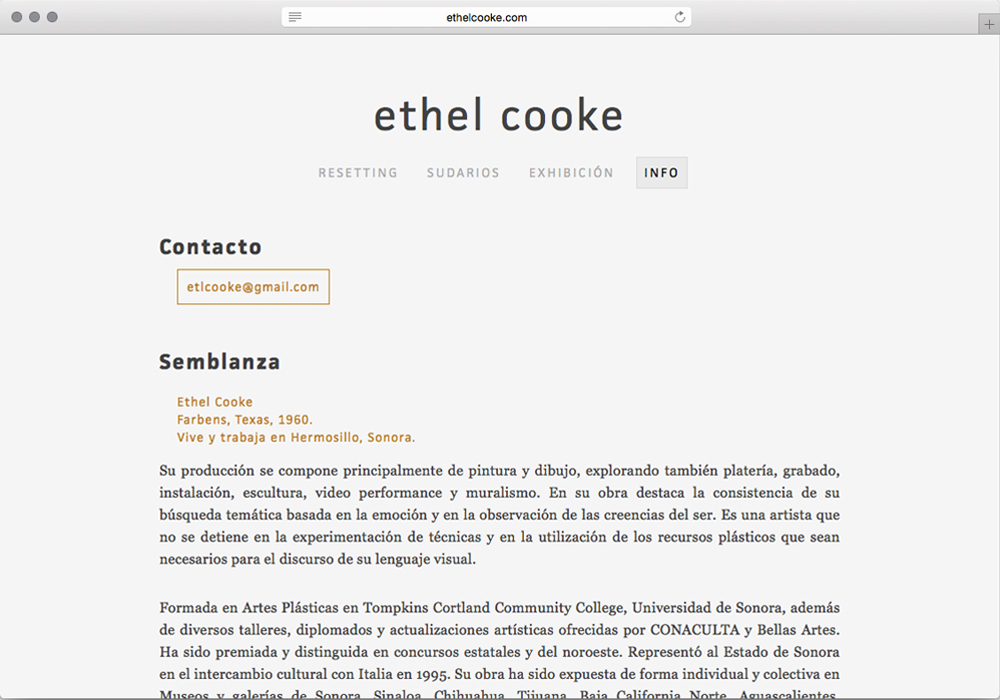 ethelcooke.com
ethel cooke
RESETTING SUDARIOS EXHIBICIÓN INFO
Contacto
etlcooke@gmail.com
Semblanza
Ethel Cooke
Farbens, Texas, 1960.
Vive y trabaja en Hermosillo, Sonora.
Su producción se compone principalmente de pintura y dibujo, explorando también platería, grabado,
instalación, escultura, video performance y muralismo. En su obra destaca la consistencia de su
búsqueda temática basada en la emoción y en la observación de las creencias del ser. Es una artista que
no se detiene en la experimentación de técnicas y en la utilización de los recursos plásticos que sean
necesarios para el discurso de su lenguaje visual.
Formada en Artes Plásticas en Tompkins Cortland Community College, Universidad de Sonora, además
de diversos talleres, diplomados y actualizaciones artísticas ofrecidas por CONACULTA y Bellas Artes.
Ha sido premiada y distinguida en concursos estatales y del noroeste. Representó al Estado de Sonora
en el intercambio cultural con Italia en 1995. Su obra ha sido expuesta de forma individual y colectiva en
Museos y galerías de Sonora, Sinaloa, Chihuahua, Tijuana, Baja California Norte, Aguascalientes,